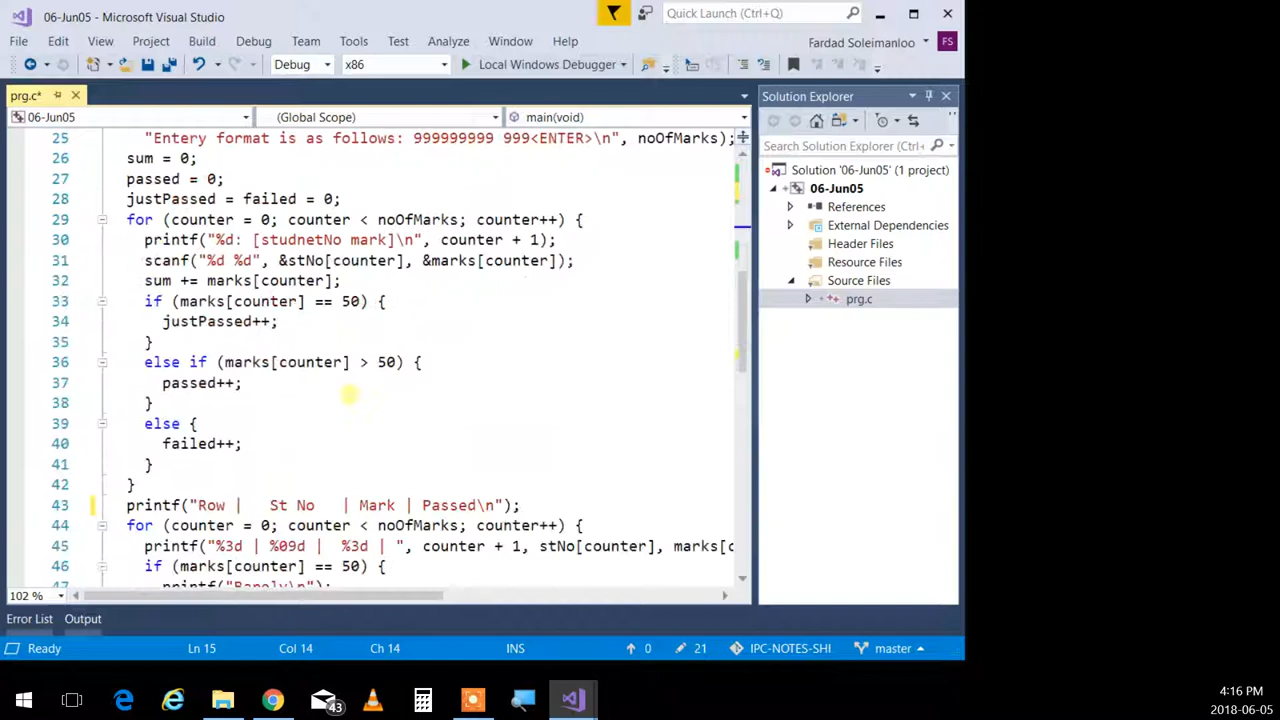 06-Jun05 - Microsoft Visual Studio
Quick Launch (Ctrl+Q)
File Edit View Project Build Debug Team Tools Test Analyze Window Help
Fardad Soleimanloo FS
Debug x86 Local Windows Debugger
prg.c*
06-Jun05 (Global Scope) main(void)
25 "Entery format is as follows: 999999999 999<ENTER>\n", noOfMarks);
26 sum = 0;
27 passed = 0;
28 justPassed = failed = 0;
29 for (counter = 0; counter < noOfMarks; counter++) {
30 printf("%d: [studnetNo mark]\n", counter + 1);
31 scanf("%d %d", &stNo[counter], &marks[counter]);
32 sum += marks[counter];
33 if (marks[counter] == 50) {
34 justPassed++;
35 }
36 else if (marks[counter] > 50) {
37 passed++;
38 }
39 else {
40 failed++;
41 }
42 }
43 printf("Row |   St No   | Mark | Passed\n");
44 for (counter = 0; counter < noOfMarks; counter++) {
45 printf("%3d | %09d |  %3d | ", counter + 1, stNo[counter], marks[c
46 if (marks[counter] == 50) {
47 printf("Barely\n");
102 %
Error List Output
Ready Ln 15 Col 14 Ch 14 INS 0 21 IPC-NOTES-SHI master
Solution Explorer
Search Solution Explorer (Ctrl+
Solution '06-Jun05' (1 project)
06-Jun05
References
External Dependencies
Header Files
Resource Files
Source Files
prg.c
43
4:16 PM
2018-06-05